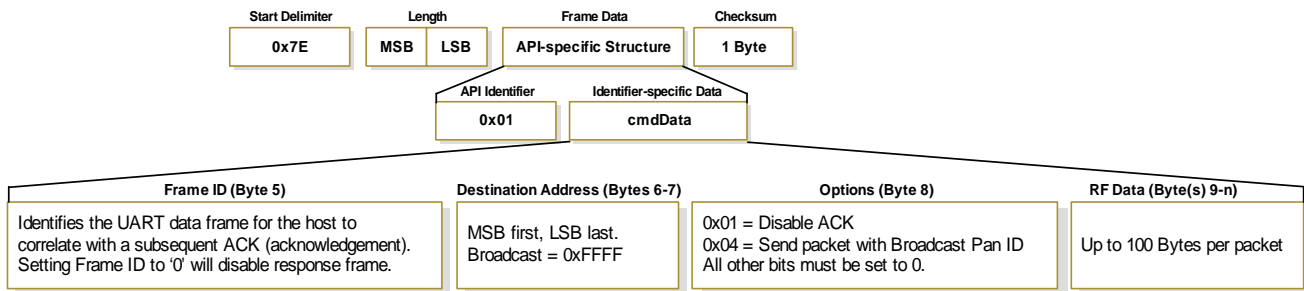 Start Delimiter Length Frame Data Checksum
0x7E MSB LSB API-specific Structure 1 Byte
API Identifier Identifier-specific Data
0x01 cmdData
Frame ID (Byte 5)
Identifies the UART data frame for the host to
correlate with a subsequent ACK (acknowledgement).
Setting Frame ID to ‘0' will disable response frame.
Destination Address (Bytes 6-7)
MSB first, LSB last.
Broadcast = 0xFFFF
Options (Byte 8)
0x01 = Disable ACK
0x04 = Send packet with Broadcast Pan ID
All other bits must be set to 0.
RF Data (Byte(s) 9-n)
Up to 100 Bytes per packet